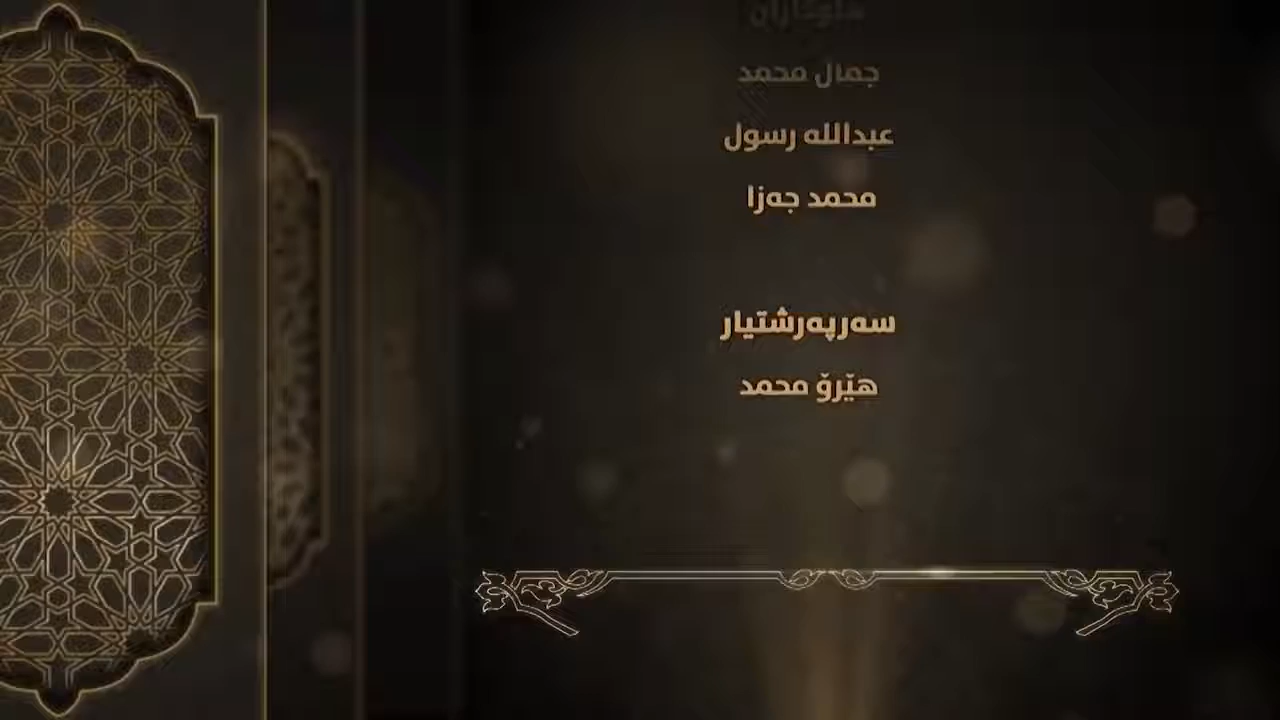 جمال محمد
عبدالله رسول
محمد جەزا
سەرپەرشتیار
هێرۆ محمد